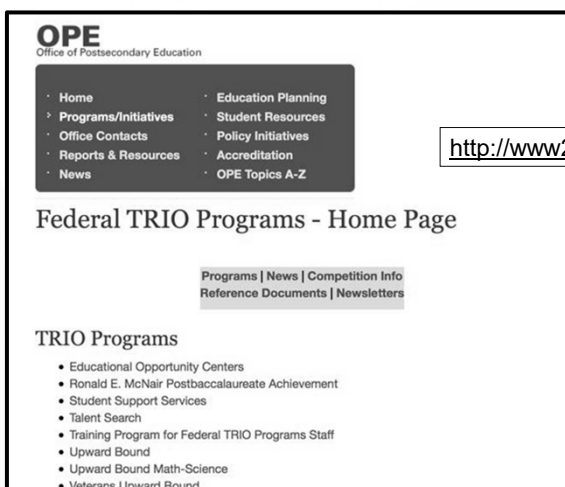 OPE
Office of Postsecondary Education
Home
Programs/Initiatives
Office Contacts
Reports & Resources
News
Education Planning
Student Resources
Policy Initiatives
Accreditation
OPE Topics A-Z
http://www2
Federal TRIO Programs - Home Page
Programs | News | Competition Info
Reference Documents | Newsletters
TRIO Programs
Educational Opportunity Centers
Ronald E. McNair Postbaccalaureate Achievement
Student Support Services
Talent Search
Training Program for Federal TRIO Programs Staff
Upward Bound
Upward Bound Math-Science
Veterans Upward Bound